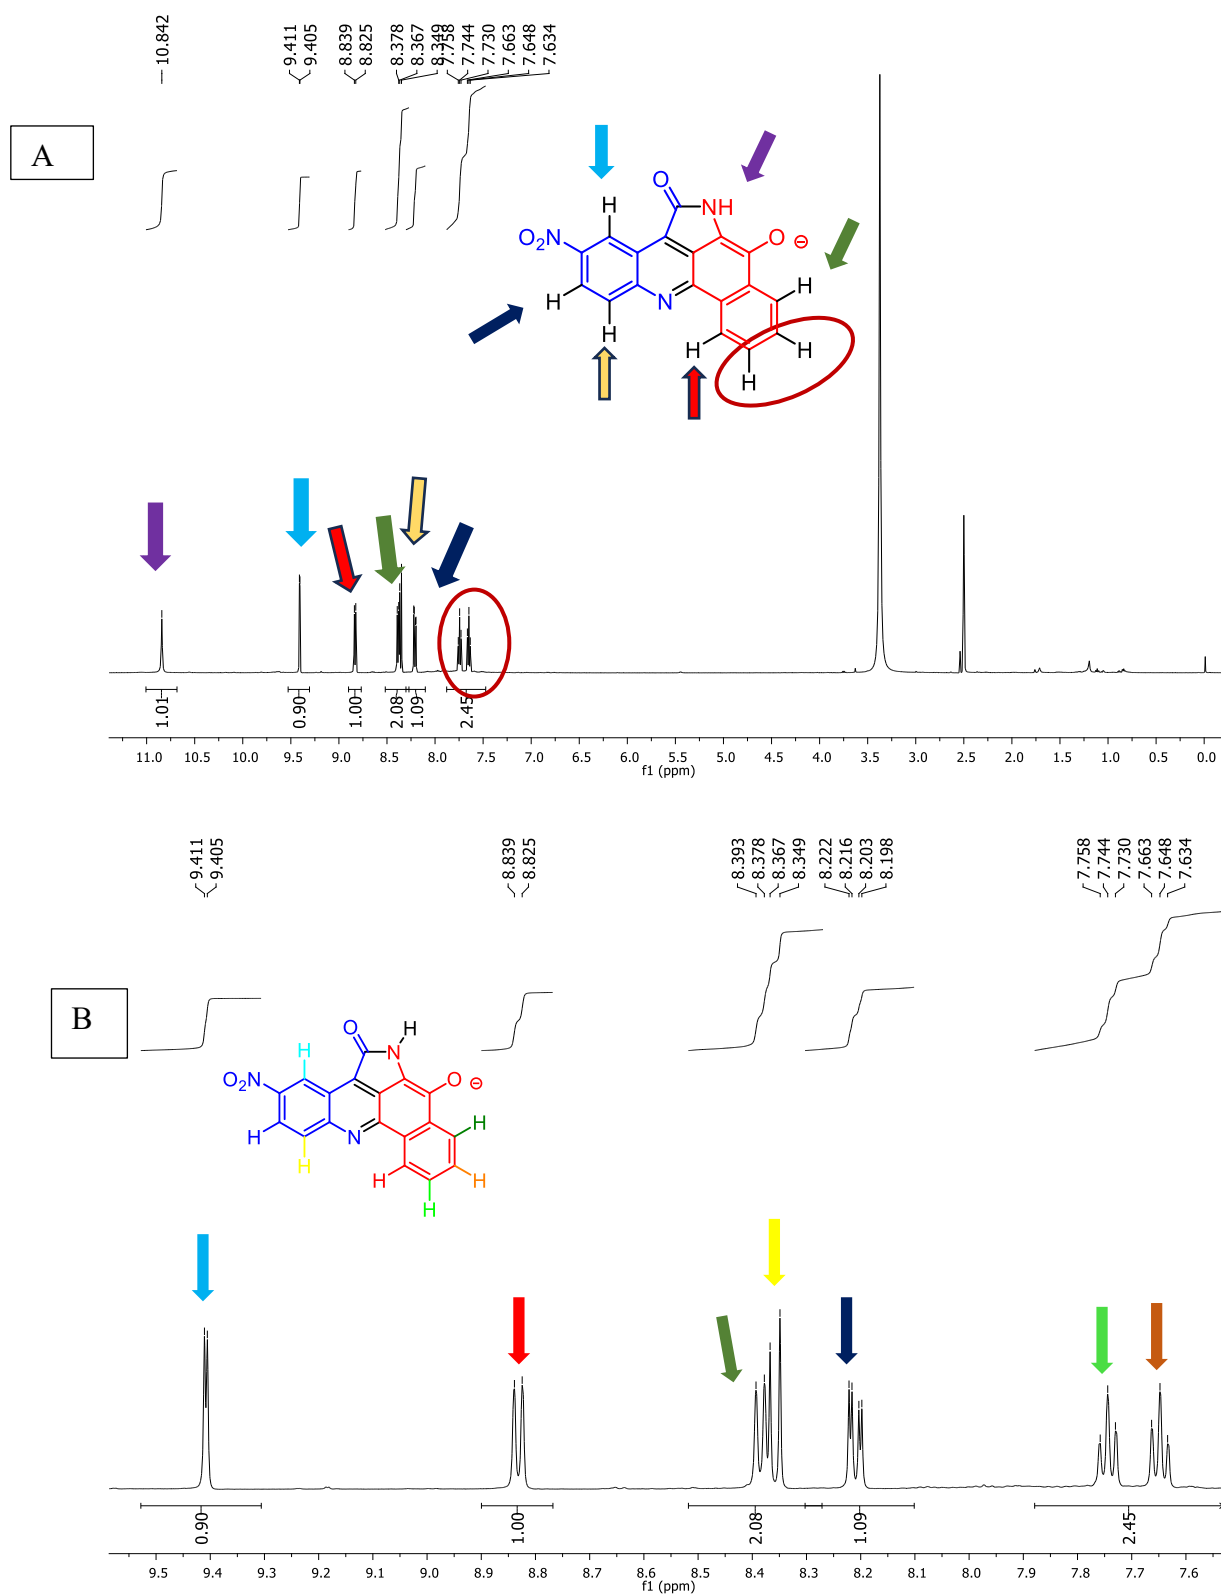 10.842
9.411
9.405
8.839
8.825
8.378
8.367
8.349
7.758
7.744
7.730
7.663
7.648
7.634
A
O
H
NH
O2N
O ⊖
H
H
N
H
H
H
H
1.01
0.90
1.00
2.08
1.09
2.45
11.0 10.5 10.0 9.5 9.0 8.5 8.0 7.5 7.0 6.5 6.0 5.5 5.0 4.5 4.0 3.5 3.0 2.5 2.0 1.5 1.0 0.5 0.0
f1 (ppm)
9.411
9.405
8.839
8.825
8.393
8.378
8.367
8.349
8.222
8.216
8.203
8.198
7.758
7.744
7.730
7.663
7.648
7.634
B
O
H
H
N
O2N
O ⊖
H
N
H
H
H
H
H
0.90
1.00
2.08
1.09
2.45
9.5 9.4 9.3 9.2 9.1 9.0 8.9 8.8 8.7 8.6 8.5 8.4 8.3 8.2 8.1 8.0 7.9 7.8 7.7 7.6
f1 (ppm)